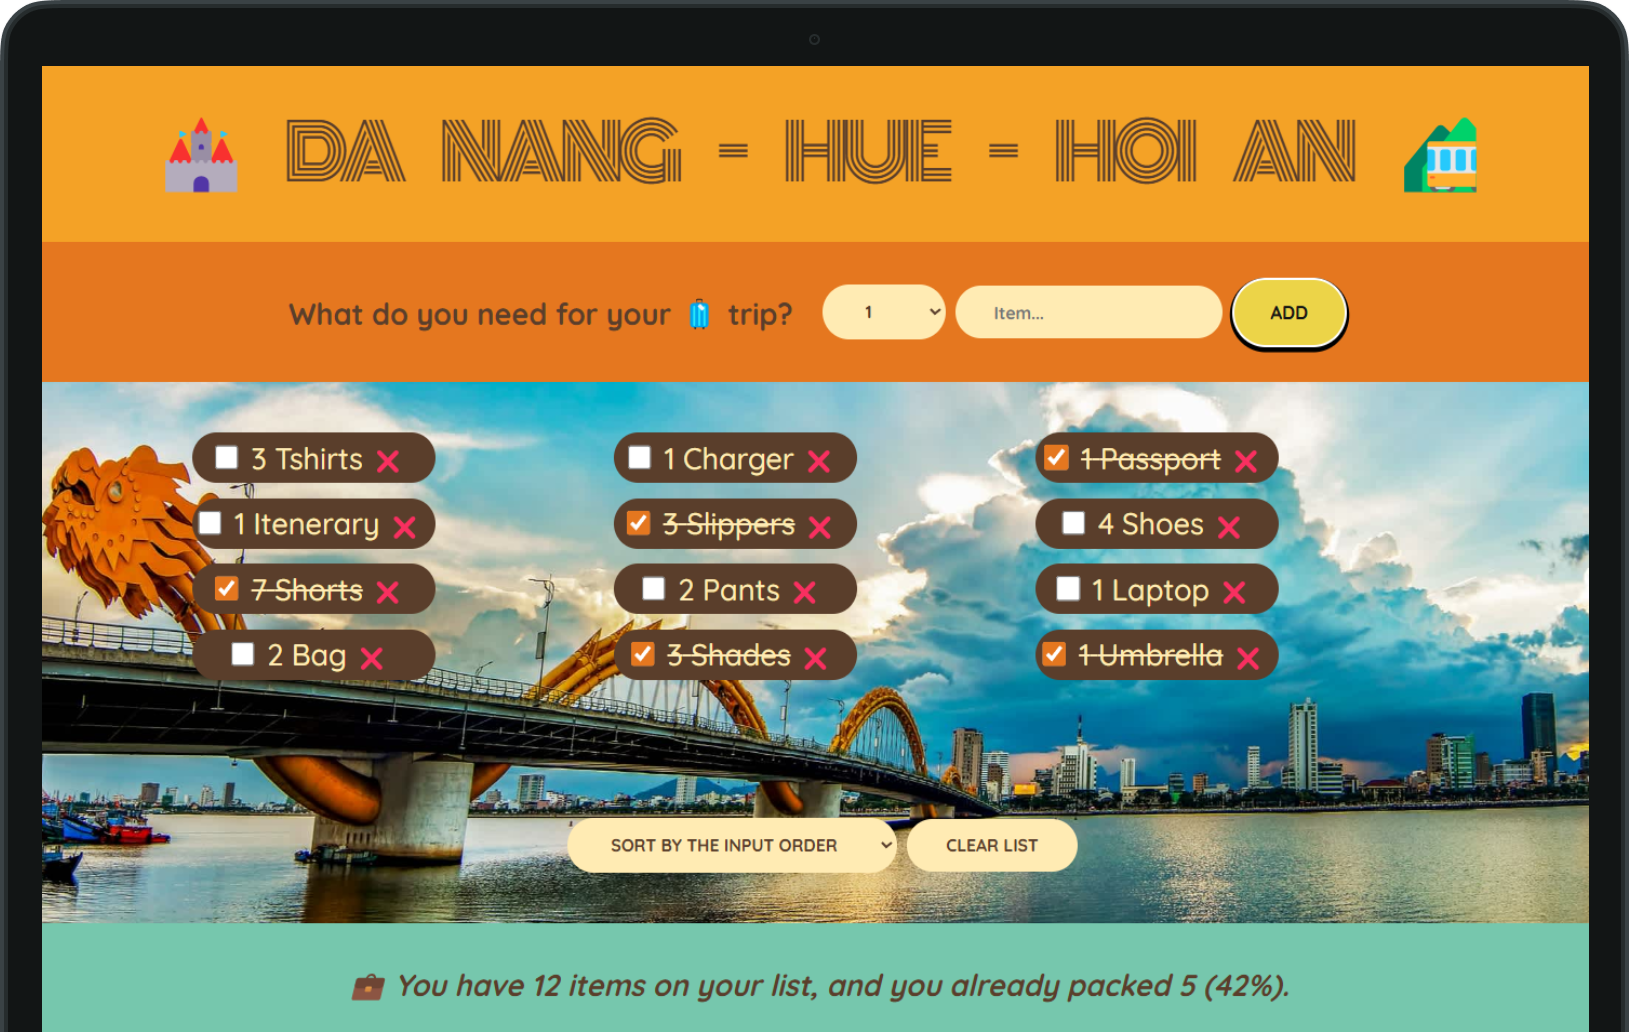 DA NANG - HUE - HOI AN
What do you need for your trip? 1 Item... ADD
3 Tshirts 1 Charger 1 Passport
1 Itenerary 3 Slippers 4 Shoes
7 Shorts 2 Pants 1 Laptop
2 Bag 3 Shades 1 Umbrella
SORT BY THE INPUT ORDER CLEAR LIST
You have 12 items on your list, and you already packed 5 (42%).